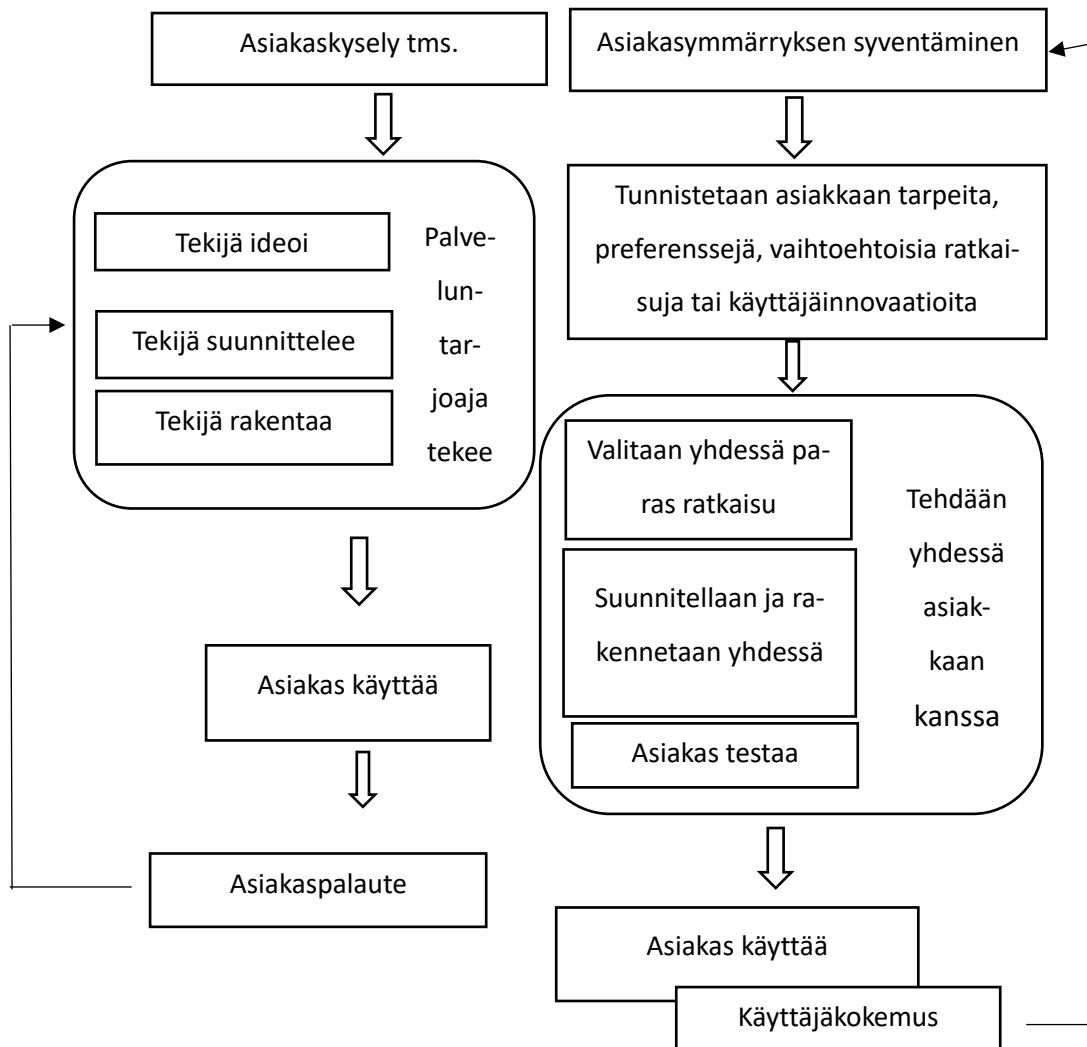 Asiakaskysely tms.
Tekijä ideoi
Tekijä suunnittelee
Tekijä rakentaa
Palve-
lun-
tar-
joaja
tekee
Asiakas käyttää
Asiakaspalaute
Asiakasymmärryksen syventäminen
Tunnistetaan asiakkaan tarpeita,
preferenssejä, vaihtoehtoisia ratkai-
suja tai käyttäjäinnovaatioita
Valitaan yhdessä pa-
ras ratkaisu
Suunnitellaan ja ra-
kennetaan yhdessä
Asiakas testaa
Tehdään
yhdessä
asiak-
kaan
kanssa
Asiakas käyttää
Käyttäjäkokemus